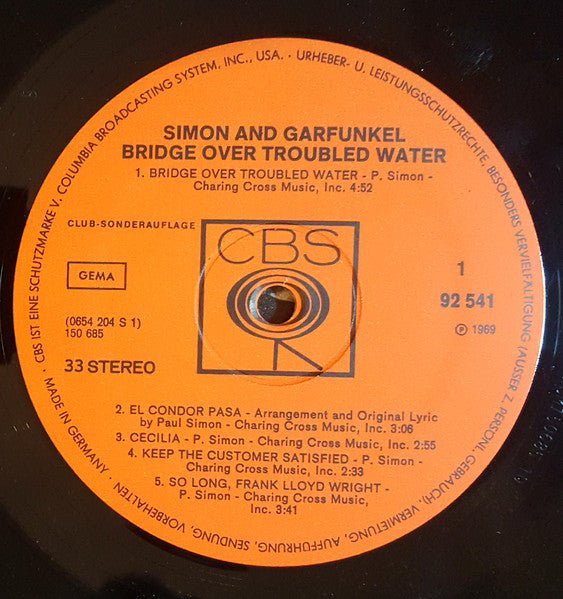 CBS IST EINE SCHUTZMARKE V. COLUMBIA BROADCASTING SYSTEM, INC., USA. · URHEBER- U. LEISTUNGSSCHUTZRECHTE, BESONDERS VERVIELFÄLTIGUNG (AUSSER Z. PERSÖNL. GEBRAUCH), VERMIETUNG, AUFFÜHRUNG, SENDUNG, VORBEHALTEN · MADE IN GERMANY ·
SIMON AND GARFUNKEL
BRIDGE OVER TROUBLED WATER
1. BRIDGE OVER TROUBLED WATER - P. Simon -
Charing Cross Music, Inc. 4:52
CLUB-SONDERAUFLAGE
CBS
GEMA
1
92 541
(0654 204 S 1)
150 685
℗ 1969
33 STEREO
2. EL CONDOR PASA - Arrangement and Original Lyric
by Paul Simon - Charing Cross Music, Inc. 3:06
3. CECILIA - P. Simon - Charing Cross Music, Inc. 2:55
4. KEEP THE CUSTOMER SATISFIED - P. Simon -
Charing Cross Music, Inc. 2:33
5. SO LONG, FRANK LLOYD WRIGHT -
P. Simon - Charing Cross Music,
Inc. 3:41